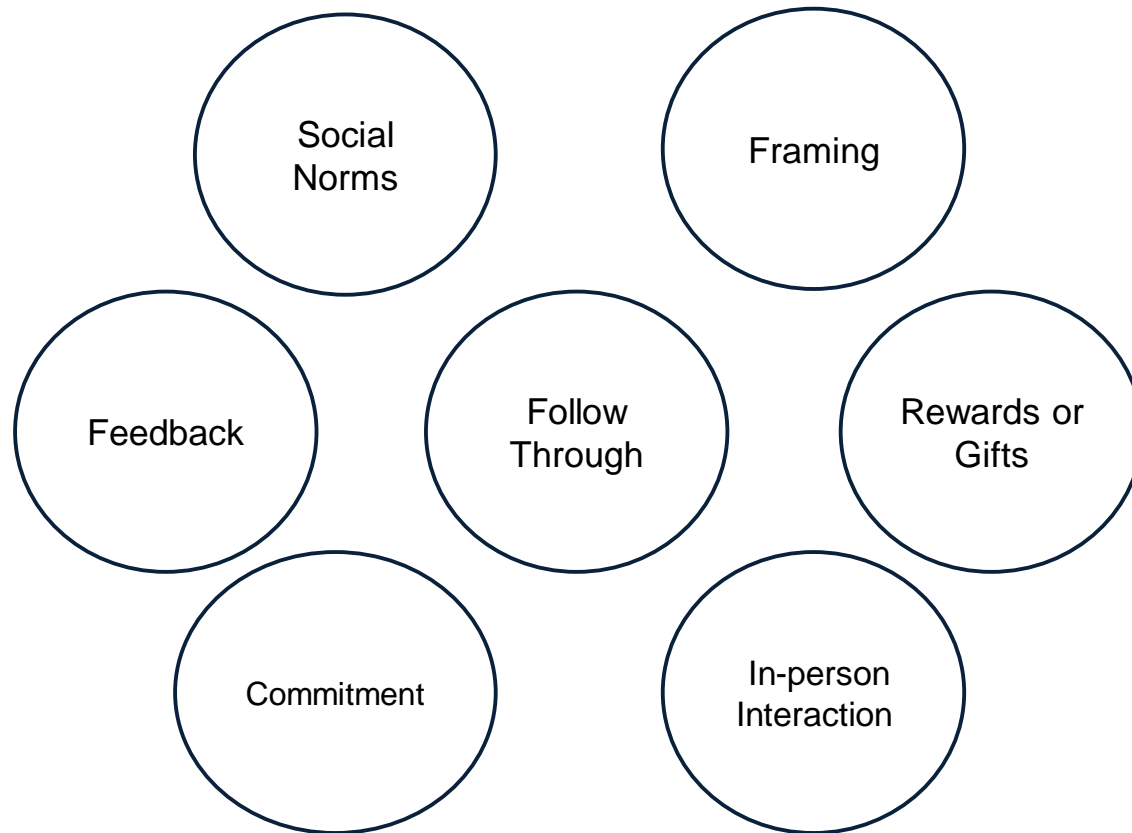 Social
Norms
Framing
Feedback
Follow
Through
Rewards or
Gifts
Commitment
In-person
Interaction